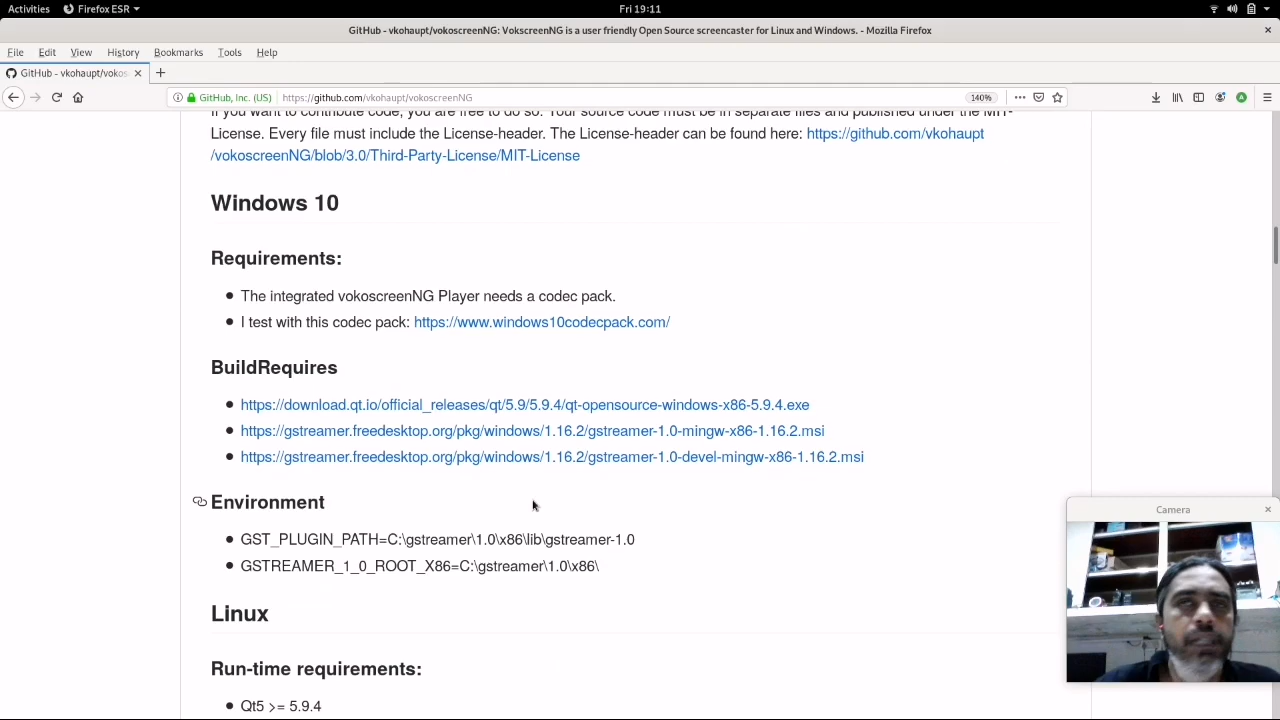 Activities Firefox ESR Fri 19:11
GitHub - vkohaupt/vokoscreenNG: VokscreenNG is a user friendly Open Source screencaster for Linux and Windows. - Mozilla Firefox
File Edit View History Bookmarks Tools Help
GitHub - vkohaupt/vokos
GitHub, Inc. (US) https://github.com/vkohaupt/vokoscreenNG 140%
If you want to contribute code, you are free to do so. Your source code must be in separate files and published under the MIT-
License. Every file must include the License-header. The License-header can be found here: https://github.com/vkohaupt
/vokoscreenNG/blob/3.0/Third-Party-License/MIT-License
Windows 10
Requirements:
The integrated vokoscreenNG Player needs a codec pack.
I test with this codec pack: https://www.windows10codecpack.com/
BuildRequires
https://download.qt.io/official_releases/qt/5.9/5.9.4/qt-opensource-windows-x86-5.9.4.exe
https://gstreamer.freedesktop.org/pkg/windows/1.16.2/gstreamer-1.0-mingw-x86-1.16.2.msi
https://gstreamer.freedesktop.org/pkg/windows/1.16.2/gstreamer-1.0-devel-mingw-x86-1.16.2.msi
Environment
GST_PLUGIN_PATH=C:\gstreamer\1.0\x86\lib\gstreamer-1.0
GSTREAMER_1_0_ROOT_X86=C:\gstreamer\1.0\x86\
Camera
Linux
Run-time requirements:
Qt5 >= 5.9.4